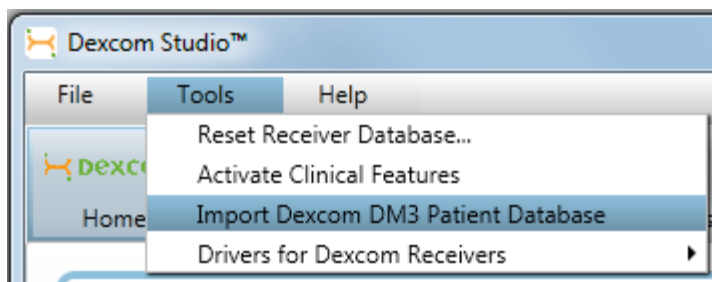 Dexcom Studio™
File Tools Help
Reset Receiver Database...
Activate Clinical Features
Home Import Dexcom DM3 Patient Database
Drivers for Dexcom Receivers